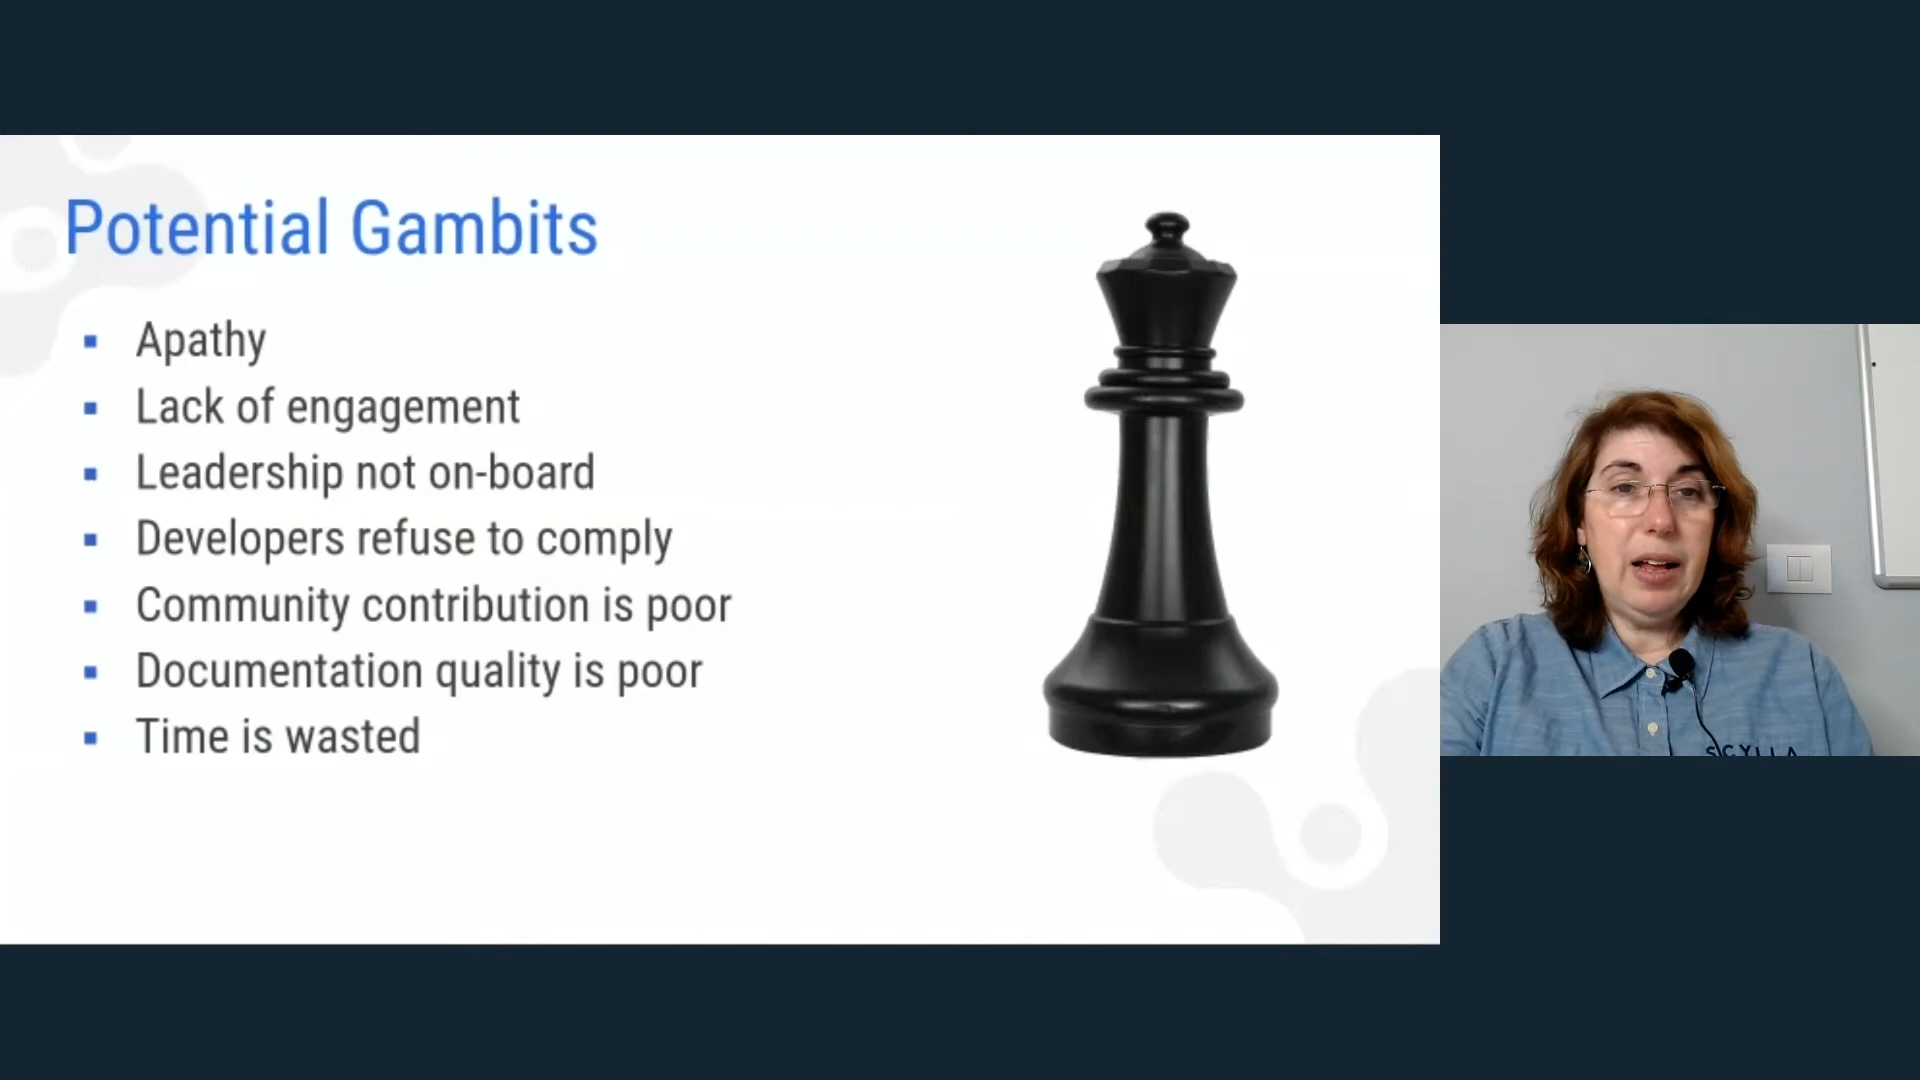 Potential Gambits
Apathy
Lack of engagement
Leadership not on-board
Developers refuse to comply
Community contribution is poor
Documentation quality is poor
Time is wasted
SCYLLA